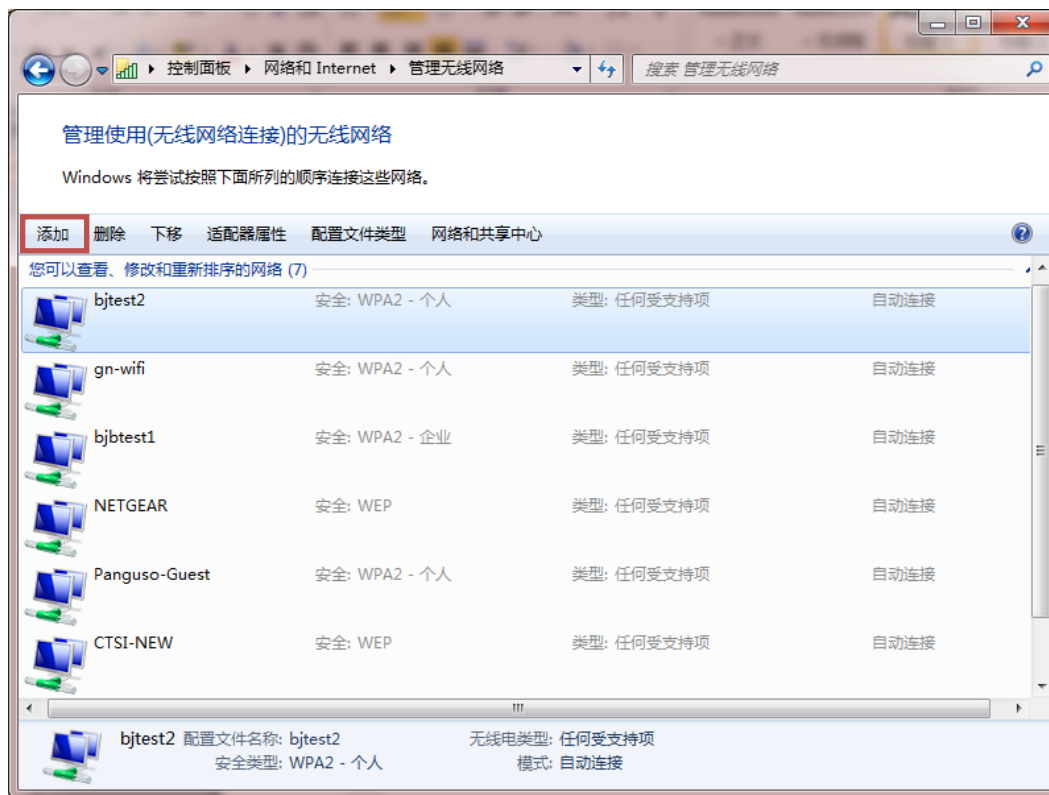 控制面板 网络和 Internet 管理无线网络 搜索 管理无线网络
管理使用(无线网络连接)的无线网络
Windows 将尝试按照下面所列的顺序连接这些网络。
添加 删除 下移 适配器属性 配置文件类型 网络和共享中心
您可以查看、修改和重新排序的网络 (7)
bjtest2 安全: WPA2 - 个人 类型: 任何受支持项 自动连接
gn-wifi 安全: WPA2 - 个人 类型: 任何受支持项 自动连接
bjbtest1 安全: WPA2 - 企业 类型: 任何受支持项 自动连接
NETGEAR 安全: WEP 类型: 任何受支持项 自动连接
Panguso-Guest 安全: WPA2 - 个人 类型: 任何受支持项 自动连接
CTSI-NEW 安全: WEP 类型: 任何受支持项 自动连接
bjtest2 配置文件名称: bjtest2 无线电类型: 任何受支持项
安全类型: WPA2 - 个人 模式: 自动连接